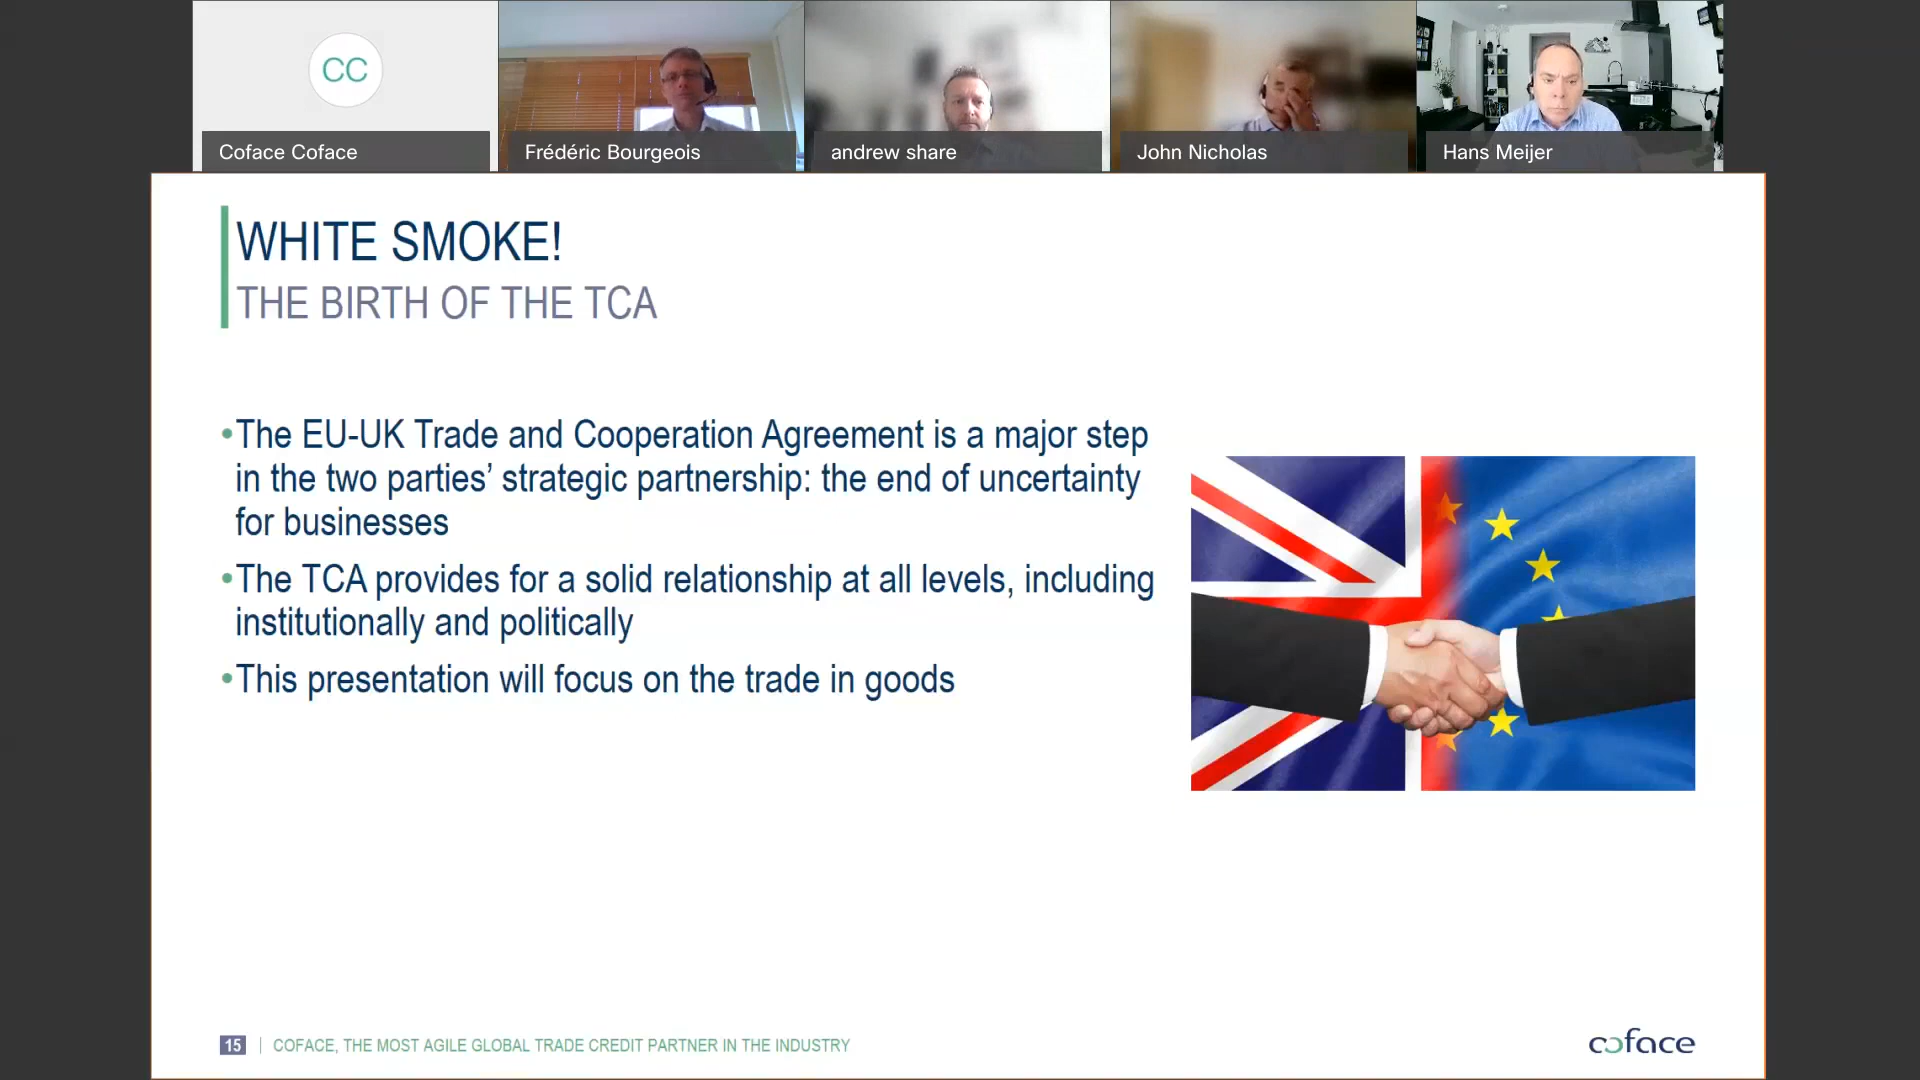 CC
Coface Coface
Frédéric Bourgeois
andrew share
John Nicholas
Hans Meijer
WHITE SMOKE!
THE BIRTH OF THE TCA
•The EU-UK Trade and Cooperation Agreement is a major step
in the two parties’ strategic partnership: the end of uncertainty
for businesses
•The TCA provides for a solid relationship at all levels, including
institutionally and politically
•This presentation will focus on the trade in goods
15
COFACE, THE MOST AGILE GLOBAL TRADE CREDIT PARTNER IN THE INDUSTRY
coface